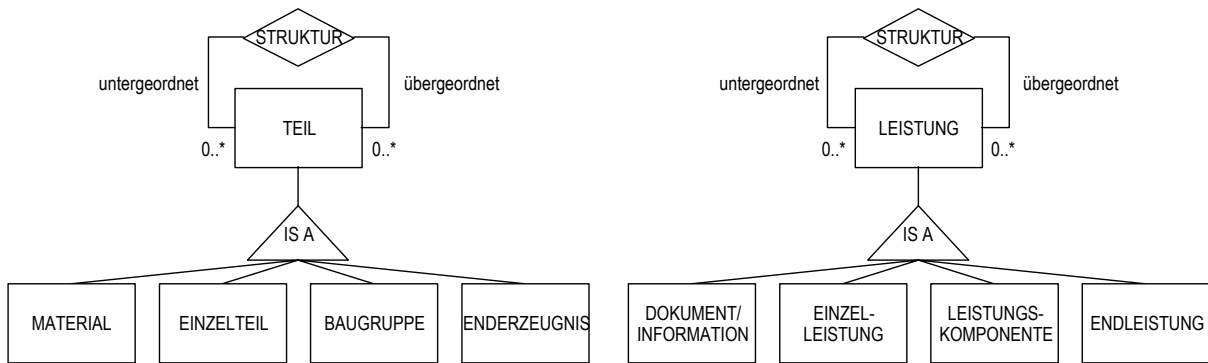 STRUKTUR
untergeordnet
übergeordnet
TEIL
0..*
0..*
IS A
MATERIAL
EINZELTEIL
BAUGRUPPE
ENDERZEUGNIS
STRUKTUR
untergeordnet
übergeordnet
LEISTUNG
0..*
0..*
IS A
DOKUMENT/
INFORMATION
EINZEL-
LEISTUNG
LEISTUNGS-
KOMPONENTE
ENDLEISTUNG